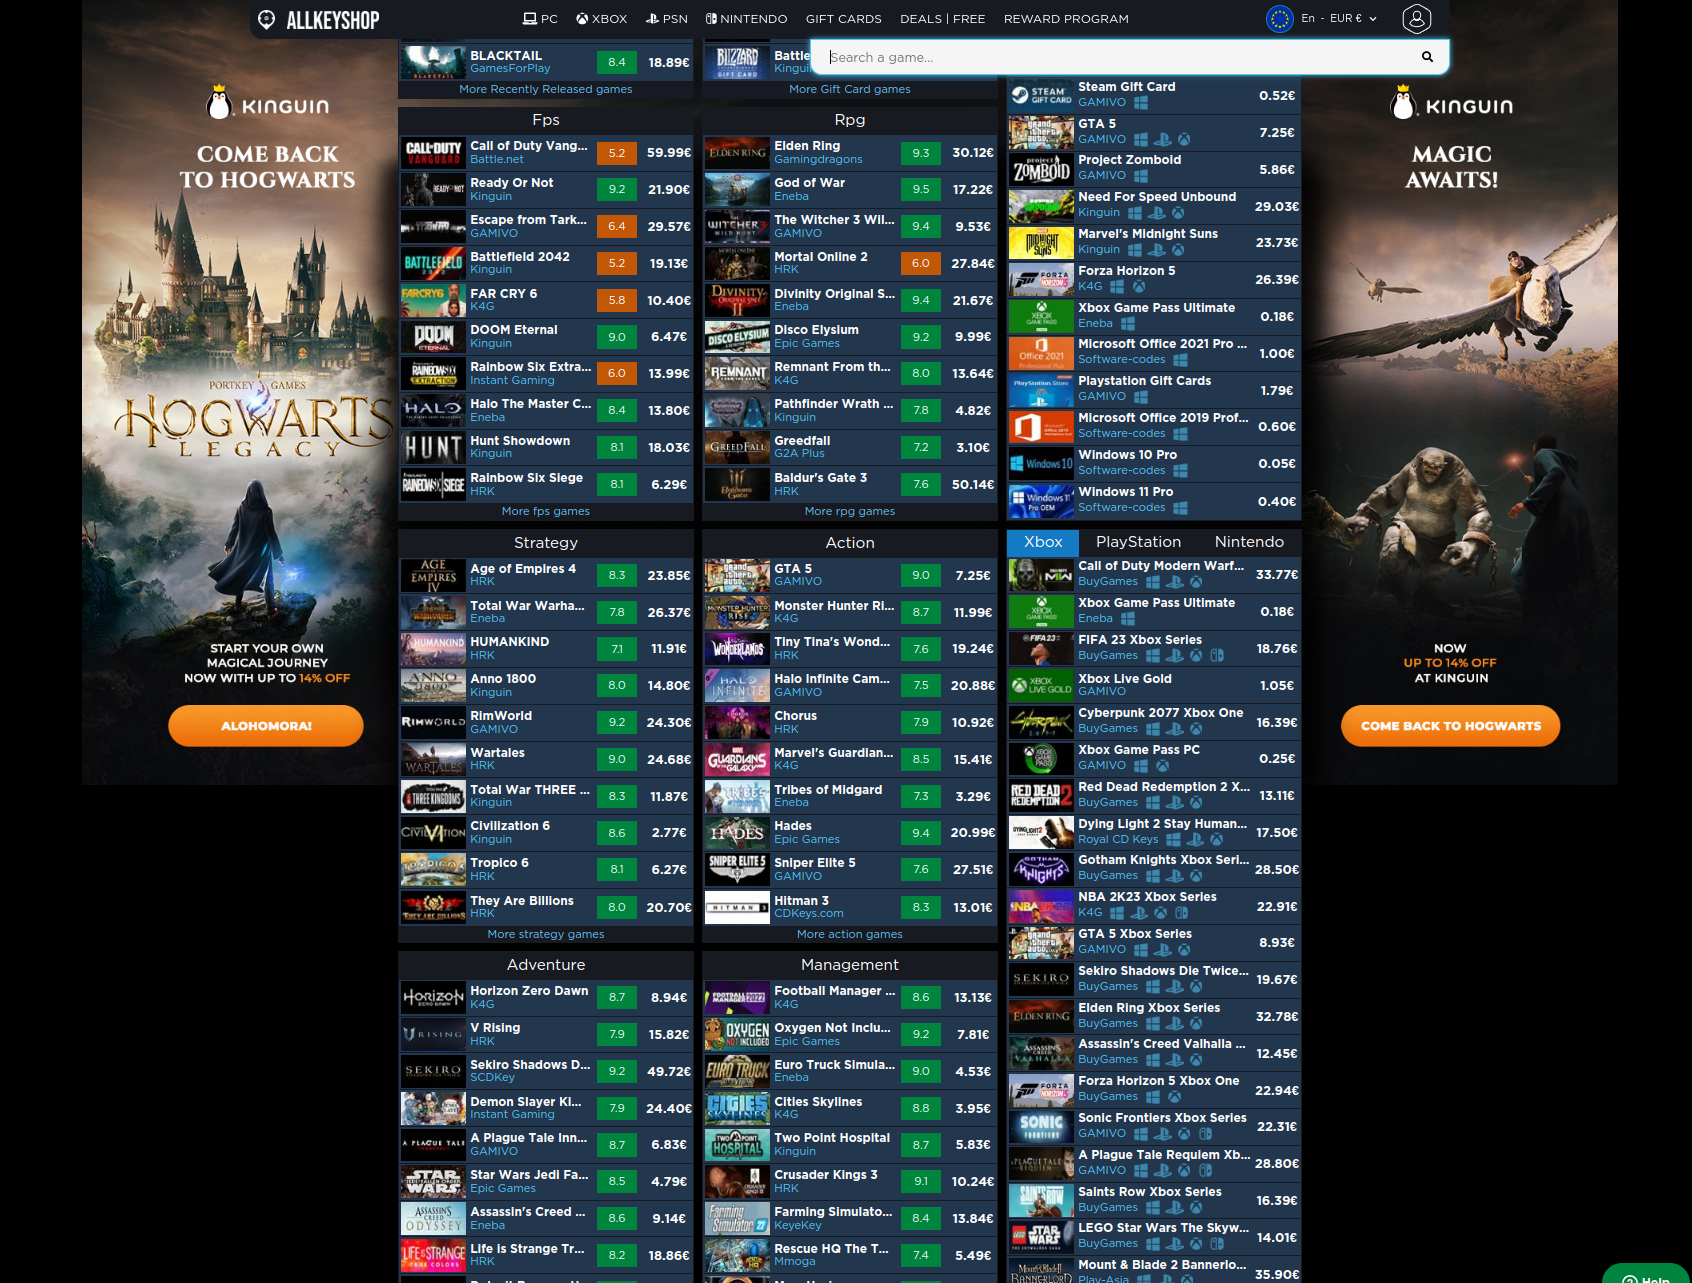 ALLKEYSHOP
PC
XBOX
PSN
NINTENDO
GIFT CARDS
DEALS | FREE
REWARD PROGRAM
En - EUR €
Search a game...
KINGUIN
COME BACK
TO HOGWARTS
PORTKEY GAMES
HOGWARTS
LEGACY
START YOUR OWN
MAGICAL JOURNEY
NOW WITH UP TO 14% OFF
ALOHOMORA!
BLACKTAIL
GamesForPlay
8.4
18.89€
More Recently Released games
Fps
Call of Duty Vang...
Battle.net
5.2
59.99€
Ready Or Not
Kinguin
9.2
21.90€
Escape from Tark...
GAMIVO
6.4
29.57€
Battlefield 2042
Kinguin
5.2
19.13€
FAR CRY 6
K4G
5.8
10.40€
DOOM Eternal
Kinguin
9.0
6.47€
Rainbow Six Extra...
Instant Gaming
6.0
13.99€
Halo The Master C...
Eneba
8.4
13.80€
Hunt Showdown
Kinguin
8.1
18.03€
Rainbow Six Siege
HRK
8.1
6.29€
More fps games
Strategy
Age of Empires 4
HRK
8.3
23.85€
Total War Warha...
Eneba
7.8
26.37€
HUMANKIND
HRK
7.1
11.91€
Anno 1800
Kinguin
8.0
14.80€
RimWorld
GAMIVO
9.2
24.30€
Wartales
HRK
9.0
24.68€
Total War THREE ...
Kinguin
8.3
11.87€
Civilization 6
Kinguin
8.6
2.77€
Tropico 6
HRK
8.1
6.27€
They Are Billions
HRK
8.0
20.70€
More strategy games
Adventure
Horizon Zero Dawn
K4G
8.7
8.94€
V Rising
HRK
7.9
15.82€
Sekiro Shadows D...
SCDKey
9.2
49.72€
Demon Slayer Ki...
Instant Gaming
7.9
24.40€
A Plague Tale Inn...
GAMIVO
8.7
6.83€
Star Wars Jedi Fa...
Epic Games
8.5
4.79€
Assassin's Creed ...
Eneba
8.6
9.14€
Life is Strange Tr...
HRK
8.2
18.86€
BLIZZARD
GIFT CARD
Battle
Kingui
More Gift Card games
Rpg
Elden Ring
Gamingdragons
9.3
30.12€
God of War
Eneba
9.5
17.22€
The Witcher 3 Wil...
GAMIVO
9.4
9.53€
Mortal Online 2
HRK
6.0
27.84€
Divinity Original S...
Eneba
9.4
21.67€
Disco Elysium
Epic Games
9.2
9.99€
Remnant From th...
K4G
8.0
13.64€
Pathfinder Wrath ...
Kinguin
7.8
4.82€
Greedfall
G2A Plus
7.2
3.10€
Baldur's Gate 3
HRK
7.6
50.14€
More rpg games
Action
GTA 5
GAMIVO
9.0
7.25€
Monster Hunter Ri...
K4G
8.7
11.99€
Tiny Tina's Wond...
HRK
7.6
19.24€
Halo Infinite Cam...
GAMIVO
7.5
20.88€
Chorus
HRK
7.9
10.92€
Marvel's Guardian...
K4G
8.5
15.41€
Tribes of Midgard
Eneba
7.3
3.29€
Hades
Epic Games
9.4
20.99€
Sniper Elite 5
GAMIVO
7.6
27.51€
Hitman 3
CDKeys.com
8.3
13.01€
More action games
Management
Football Manager ...
K4G
8.6
13.13€
Oxygen Not Inclu...
Epic Games
9.2
7.81€
Euro Truck Simula...
Eneba
9.0
4.53€
Cities Skylines
K4G
8.8
3.95€
Two Point Hospital
Kinguin
8.7
5.83€
Crusader Kings 3
HRK
9.1
10.24€
Farming Simulato...
KeyeKey
8.4
13.84€
Rescue HQ The T...
Mmoga
7.4
5.49€
Steam Gift Card
GAMIVO
0.52€
GTA 5
GAMIVO
7.25€
Project Zomboid
GAMIVO
5.86€
Need For Speed Unbound
Kinguin
29.03€
Marvel's Midnight Suns
Kinguin
23.73€
Forza Horizon 5
K4G
26.39€
Xbox Game Pass Ultimate
Eneba
0.18€
Microsoft Office 2021 Pro ...
Software-codes
1.00€
Playstation Gift Cards
GAMIVO
1.79€
Microsoft Office 2019 Prof...
Software-codes
0.60€
Windows 10 Pro
Software-codes
0.05€
Windows 11 Pro
Software-codes
0.40€
Xbox
PlayStation
Nintendo
Call of Duty Modern Warf...
BuyGames
33.77€
Xbox Game Pass Ultimate
Eneba
0.18€
FIFA 23 Xbox Series
BuyGames
18.76€
Xbox Live Gold
GAMIVO
1.05€
Cyberpunk 2077 Xbox One
BuyGames
16.39€
Xbox Game Pass PC
GAMIVO
0.25€
Red Dead Redemption 2 X...
BuyGames
13.11€
Dying Light 2 Stay Human...
Royal CD Keys
17.50€
Gotham Knights Xbox Seri...
BuyGames
28.50€
NBA 2K23 Xbox Series
K4G
22.91€
GTA 5 Xbox Series
GAMIVO
8.93€
Sekiro Shadows Die Twice...
BuyGames
19.67€
Elden Ring Xbox Series
BuyGames
32.78€
Assassin's Creed Valhalla ...
BuyGames
12.45€
Forza Horizon 5 Xbox One
BuyGames
22.94€
Sonic Frontiers Xbox Series
GAMIVO
22.31€
A Plague Tale Requiem Xb...
GAMIVO
28.80€
Saints Row Xbox Series
BuyGames
16.39€
LEGO Star Wars The Skyw...
BuyGames
14.01€
Mount & Blade 2 Bannerlo...
Play-Asia
35.90€
KINGUIN
MAGIC
AWAITS!
NOW
UP TO 14% OFF
AT KINGUIN
COME BACK TO HOGWARTS
Help